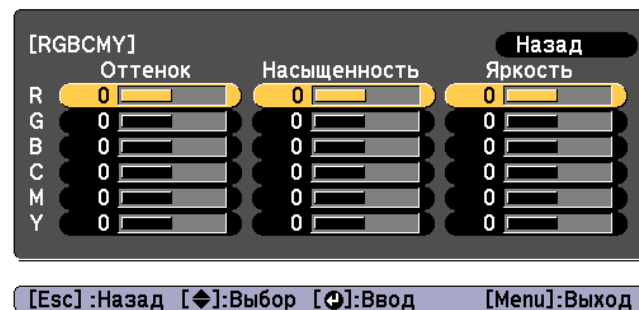 [RGBCMY] Назад
Оттенок Насыщенность Яркость
R 0 0 0
G 0 0 0
B 0 0 0
C 0 0 0
M 0 0 0
Y 0 0 0
[Esc] :Назад [◆]:Выбор [⏎]:Ввод [Menu]:Выход